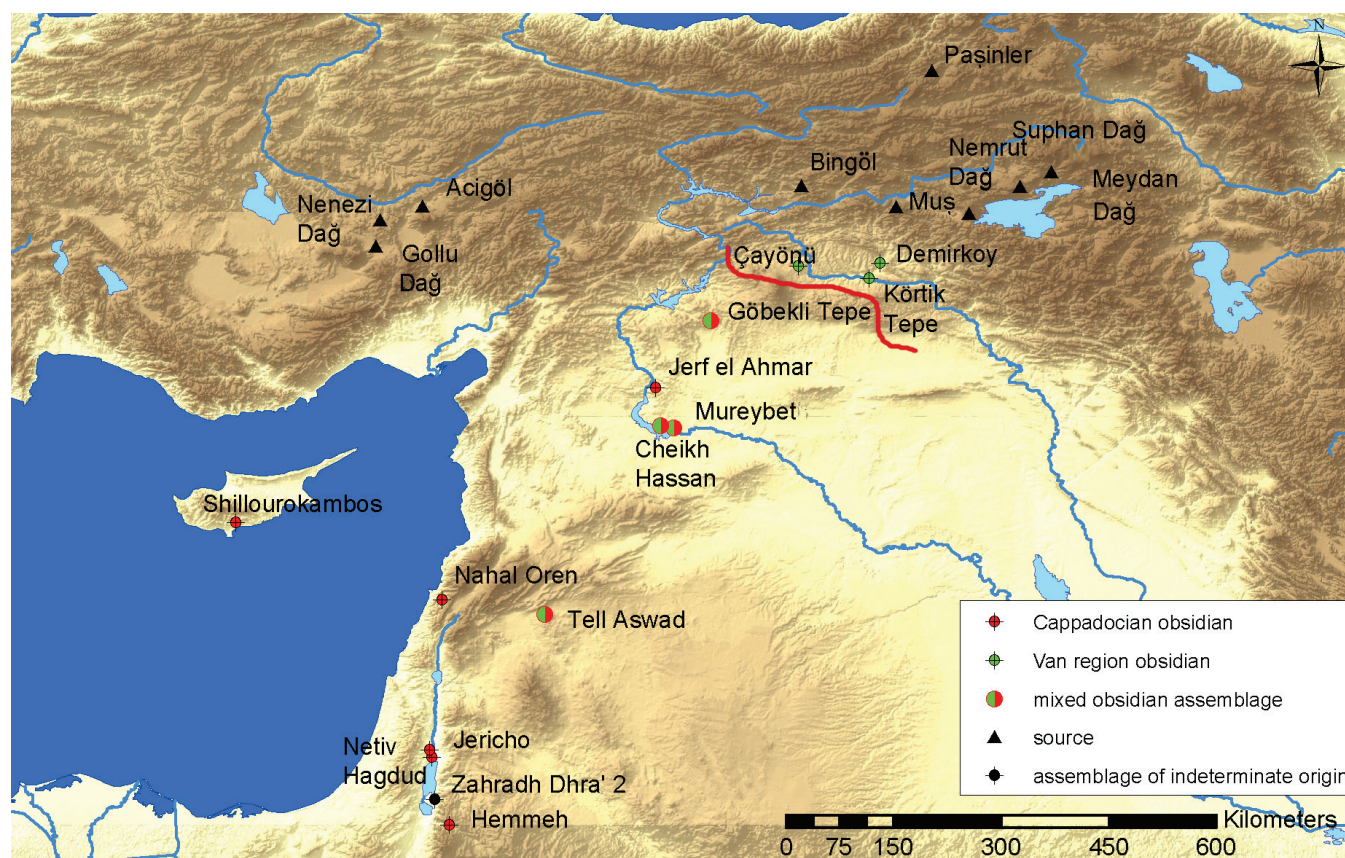 N
Paşinler
Suphan Dağ
Nemrut
Dağ
Bingöl
Meydan
Dağ
Muş
Acigöl
Nenezi
Dağ
Gollu
Dağ
Çayönü
Demirkoy
Körtik
Tepe
Göbekli Tepe
Jerf el Ahmar
Mureybet
Cheikh
Hassan
Shillourokambos
Nahal Oren
Tell Aswad
Netiv
Hagdud
Jericho
Zahradh Dhra' 2
Hemmeh
Cappadocian obsidian
Van region obsidian
mixed obsidian assemblage
source
assemblage of indeterminate origin
Kilometers
0 75 150 300 450 600